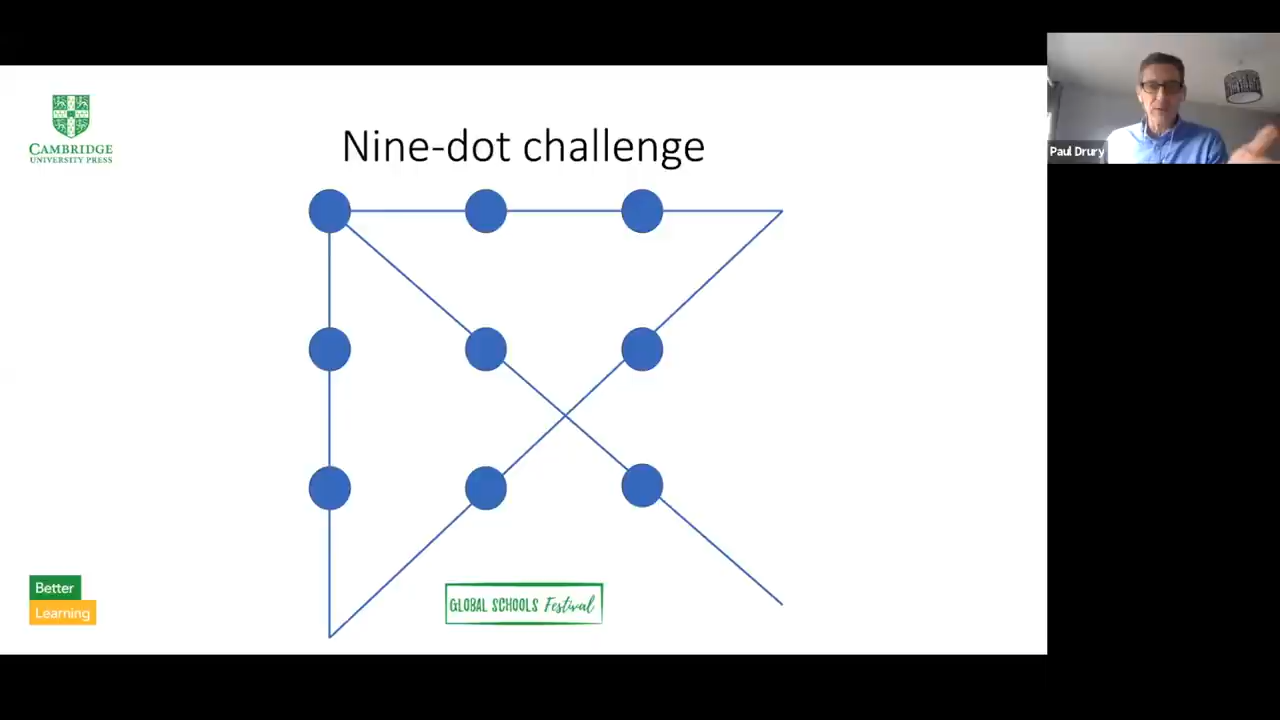 CAMBRIDGE
UNIVERSITY PRESS
Nine-dot challenge
Paul Drury
Better
Learning
GLOBAL SCHOOLS Festival